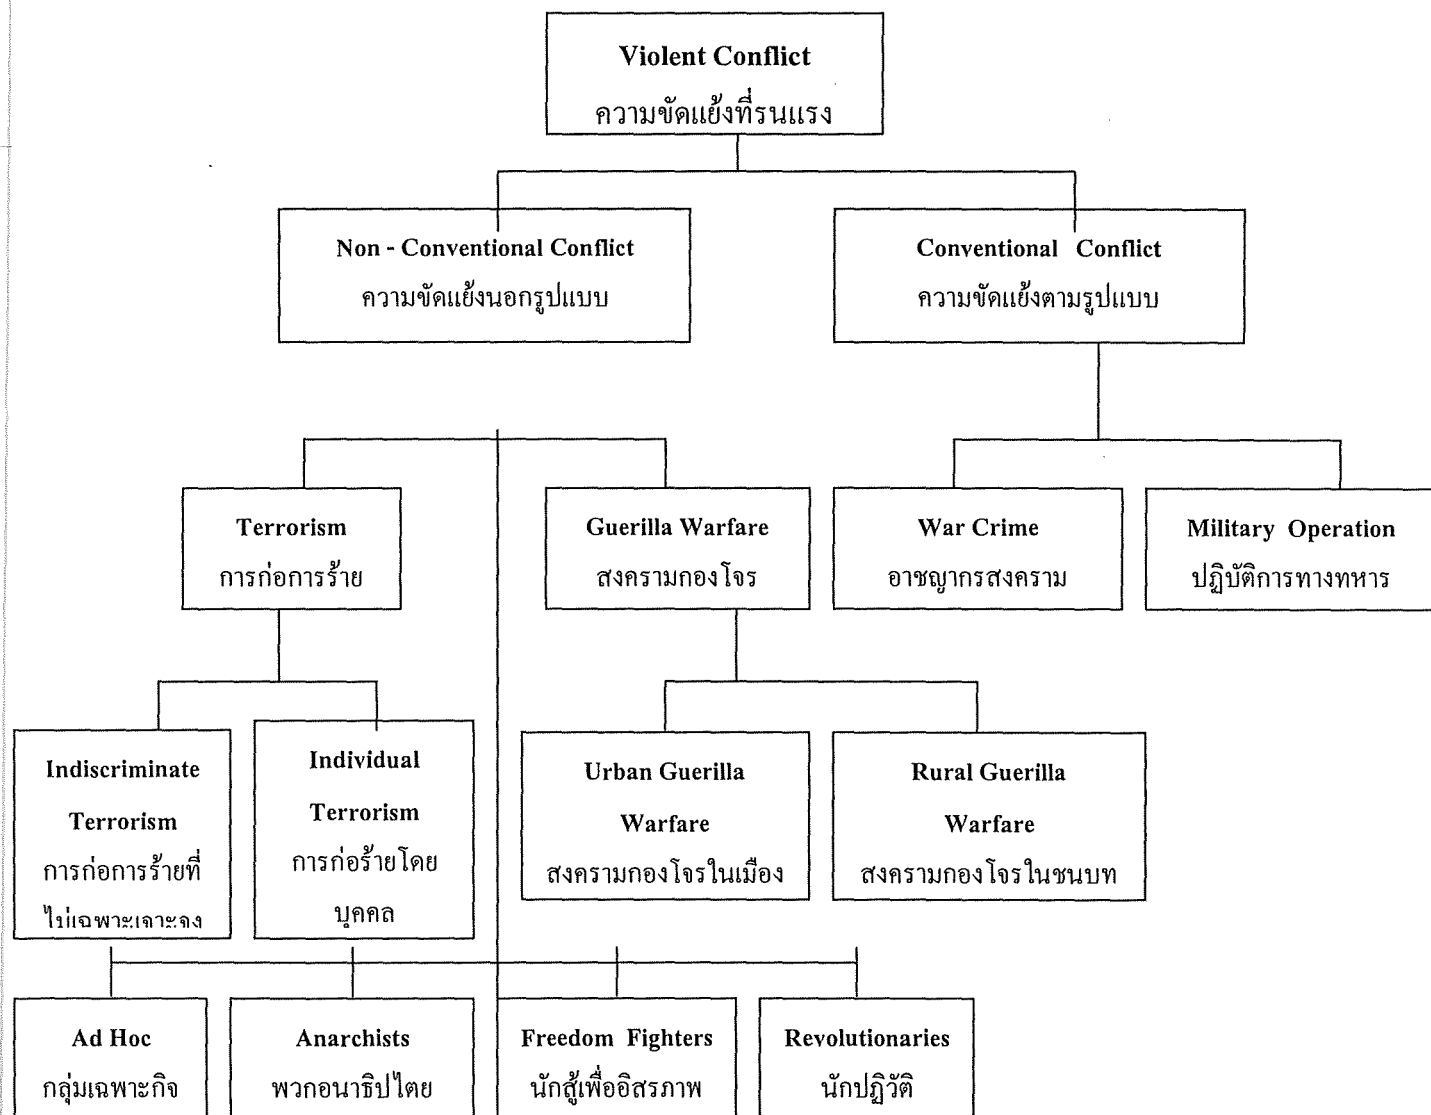 Violent Conflict
ความขัดแย้งที่รนแรง
Non - Conventional Conflict
ความขัดแย้งนอกรูปแบบ
Conventional Conflict
ความขัดแย้งตามรูปแบบ
Terrorism
การก่อการร้าย
Guerilla Warfare
สงครามกองโจร
War Crime
อาชญากรสงคราม
Military Operation
ปฏิบัติการทางทหาร
Indiscriminate
Terrorism
การก่อการร้ายที่
ไม่เฉพาะเจาะจง
Individual
Terrorism
การก่อร้ายโดย
บุคคล
Urban Guerilla
Warfare
สงครามกองโจรในเมือง
Rural Guerilla
Warfare
สงครามกองโจรในชนบท
Ad Hoc
กลุ่มเฉพาะกิจ
Anarchists
พวกอนาธิปไตย
Freedom Fighters
นักสู้เพื่ออิสรภาพ
Revolutionaries
นักปฏิวัติ